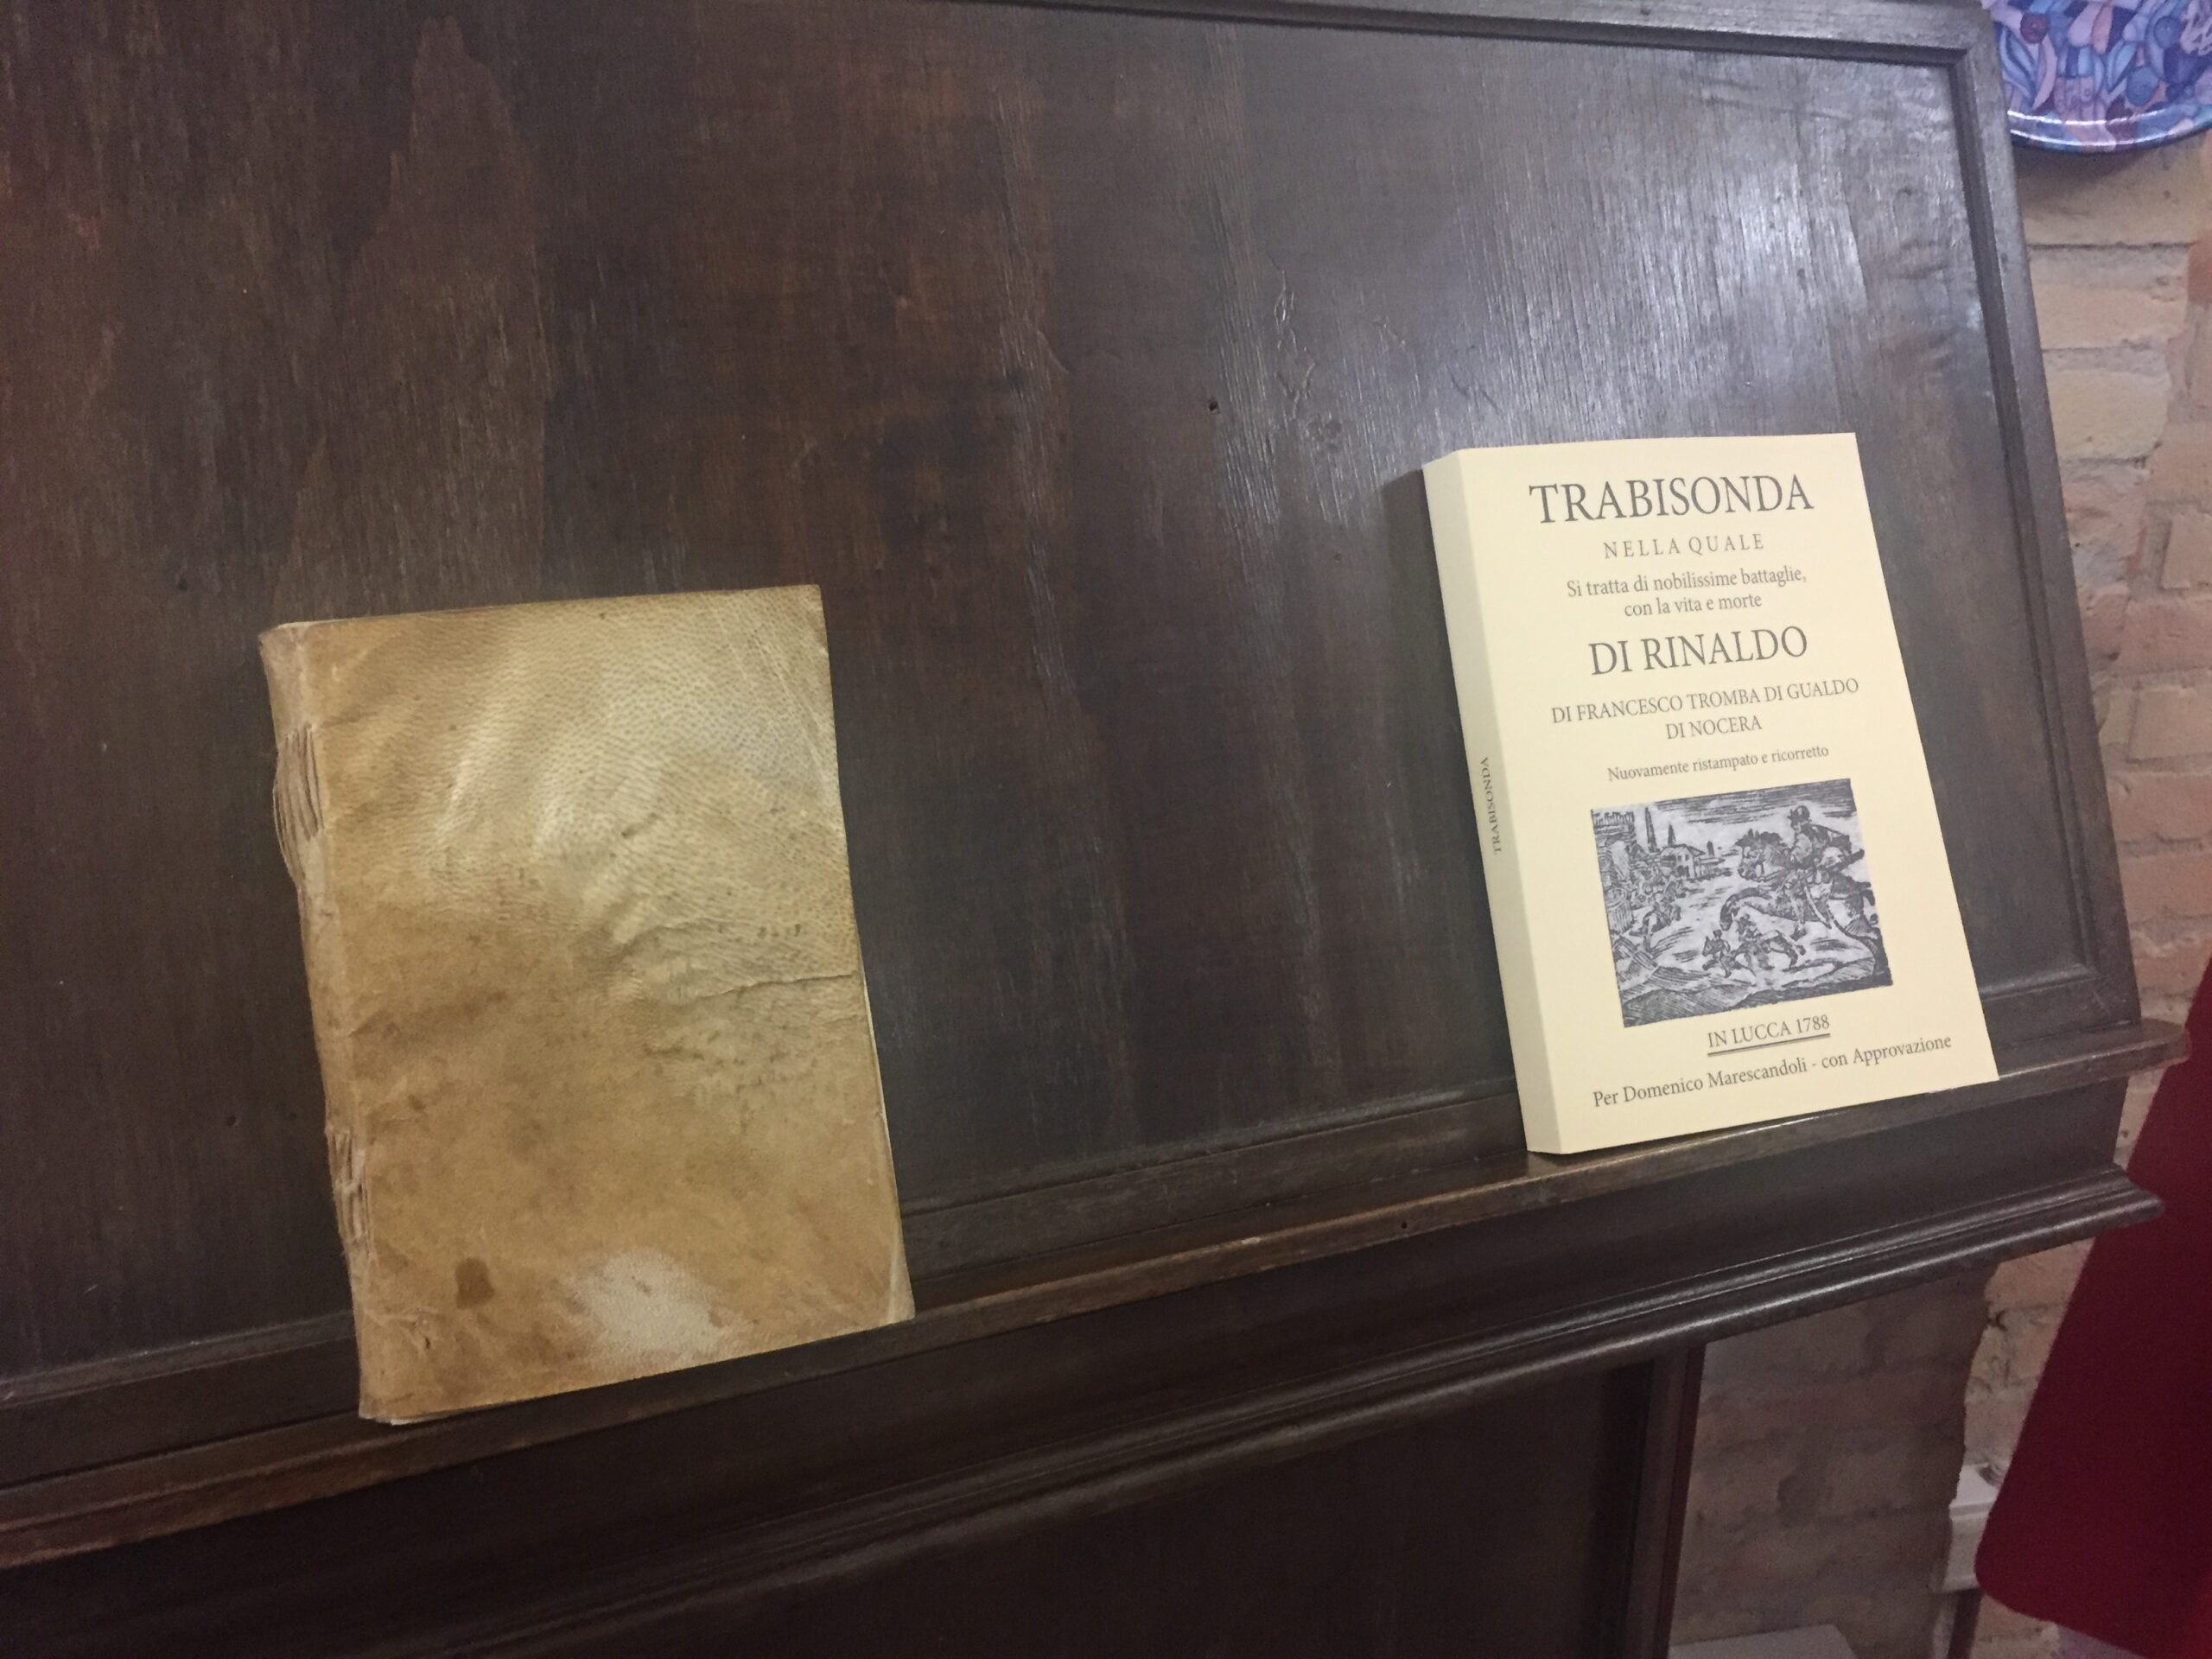 TRABISONDA
NELLA QUALE
Si tratta di nobilissime battaglie,
con la vita e morte
DI RINALDO
DI FRANCESCO TROMBA DI GUALDO
DI NOCERA
Nuovamente ristampato e ricorretto
IN LUCCA 1788
Per Domenico Marescandoli - con Approvazione
TRABISONDA